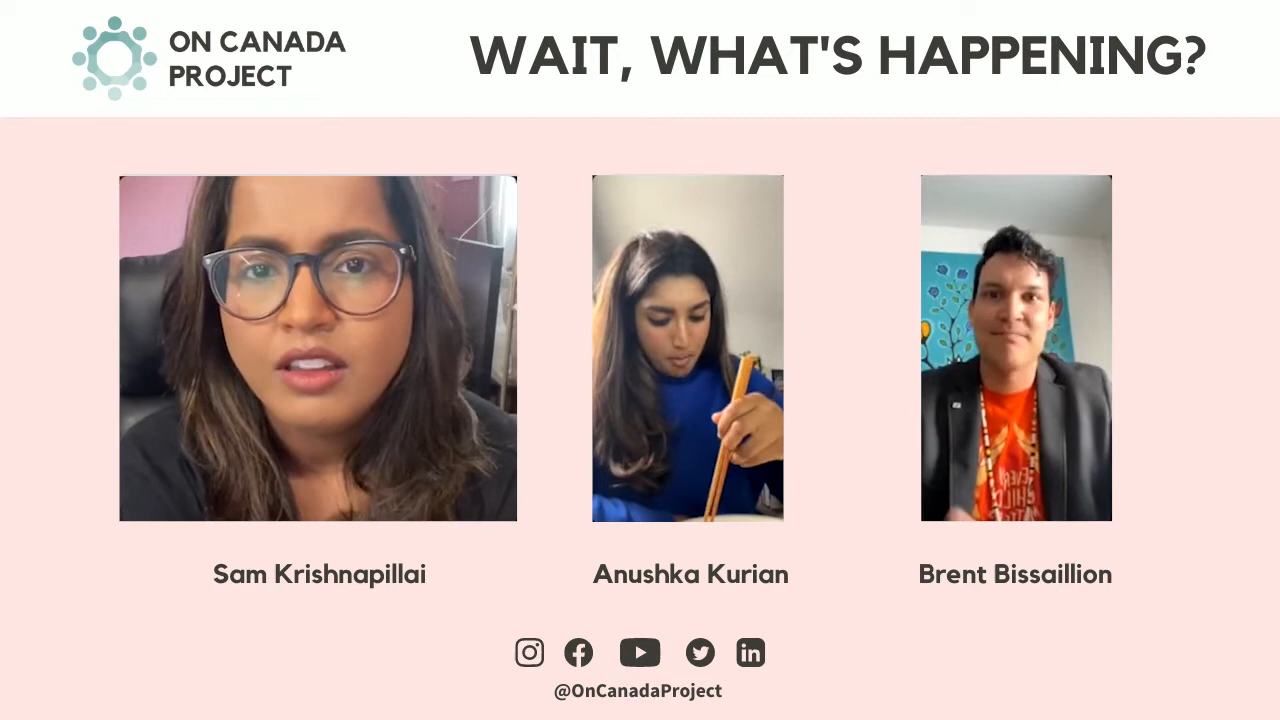 ON CANADA
PROJECT
WAIT, WHAT'S HAPPENING?
Sam Krishnapillai
Anushka Kurian
Brent Bissaillion
@OnCanadaProject